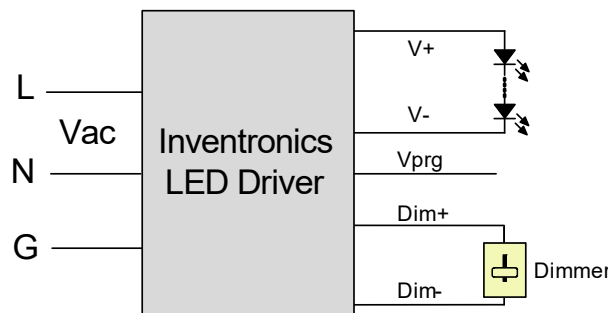 L
Vac
N
G
Inventronics
LED Driver
V+
V-
Vprg
Dim+
Dim-
Dimmer